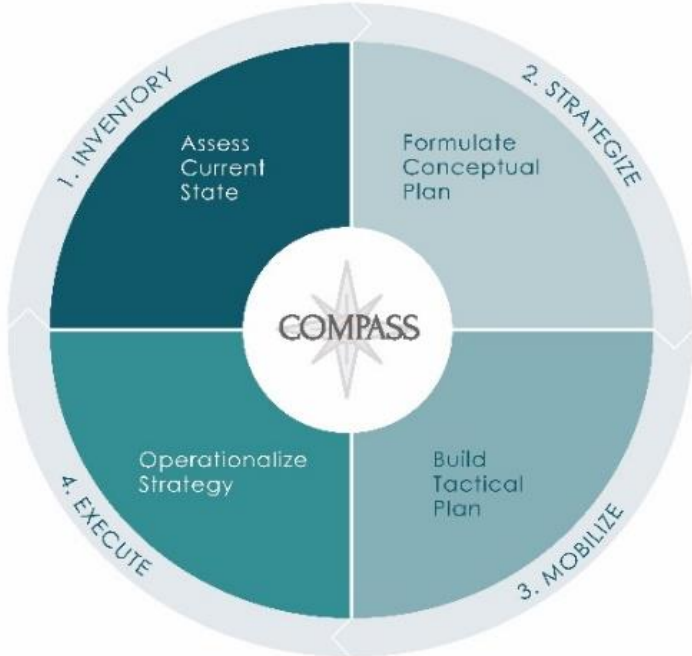 1. INVENTORY
Assess
Current
State
2. STRATEGIZE
Formulate
Conceptual
Plan
COMPASS
3. MOBILIZE
Build
Tactical
Plan
4. EXECUTE
Operationalize
Strategy